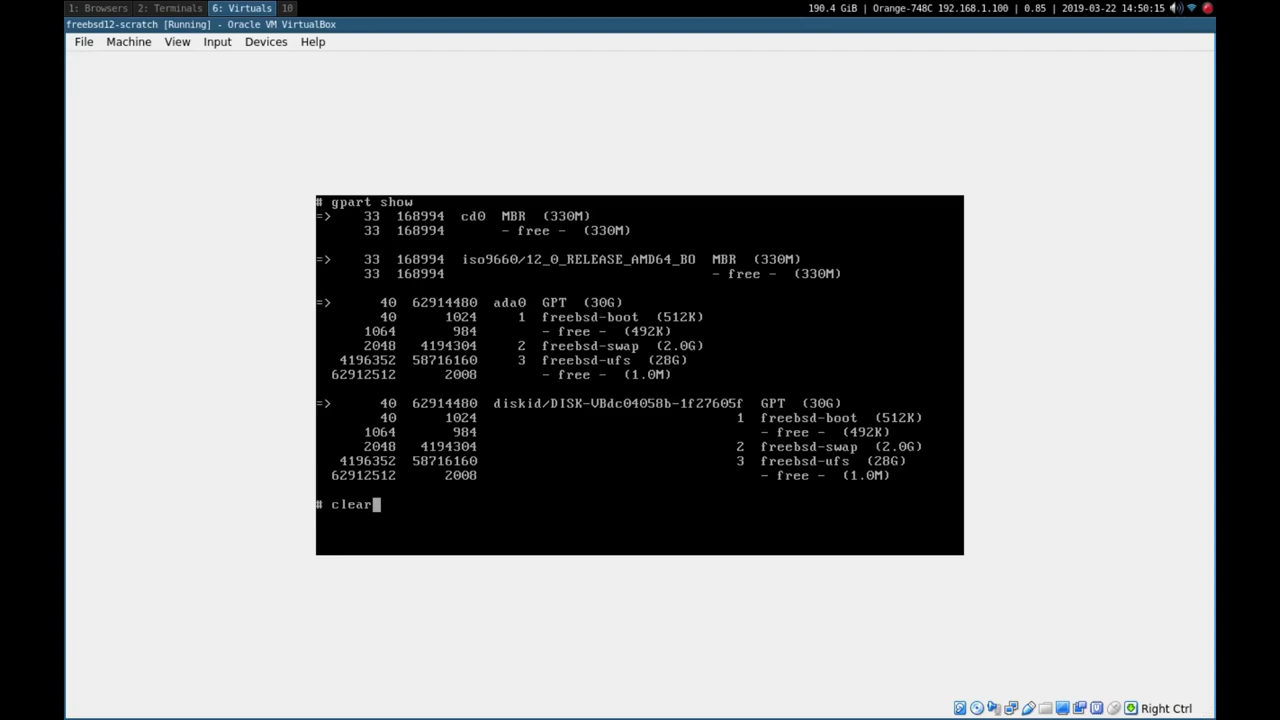 1: Browsers 2: Terminals 6: Virtuals 10 190.4 GiB | Orange-748C 192.168.1.100 | 0.85 | 2019-03-22 14:50:15
freebsd12-scratch [Running] - Oracle VM VirtualBox
File Machine View Input Devices Help
# gpart show
=> 33 168994 cd0 MBR (330M)
33 168994 - free - (330M)
=> 33 168994 iso9660/12_0_RELEASE_AMD64_BO MBR (330M)
33 168994 - free - (330M)
=> 40 62914480 ada0 GPT (30G)
40 1024 1 freebsd-boot (512K)
1064 984 - free - (492K)
2048 4194304 2 freebsd-swap (2.0G)
4196352 58716160 3 freebsd-ufs (28G)
62912512 2008 - free - (1.0M)
=> 40 62914480 diskid/DISK-VBdc04058b-1f27605f GPT (30G)
40 1024 1 freebsd-boot (512K)
1064 984 - free - (492K)
2048 4194304 2 freebsd-swap (2.0G)
4196352 58716160 3 freebsd-ufs (28G)
62912512 2008 - free - (1.0M)
# clear
Right Ctrl